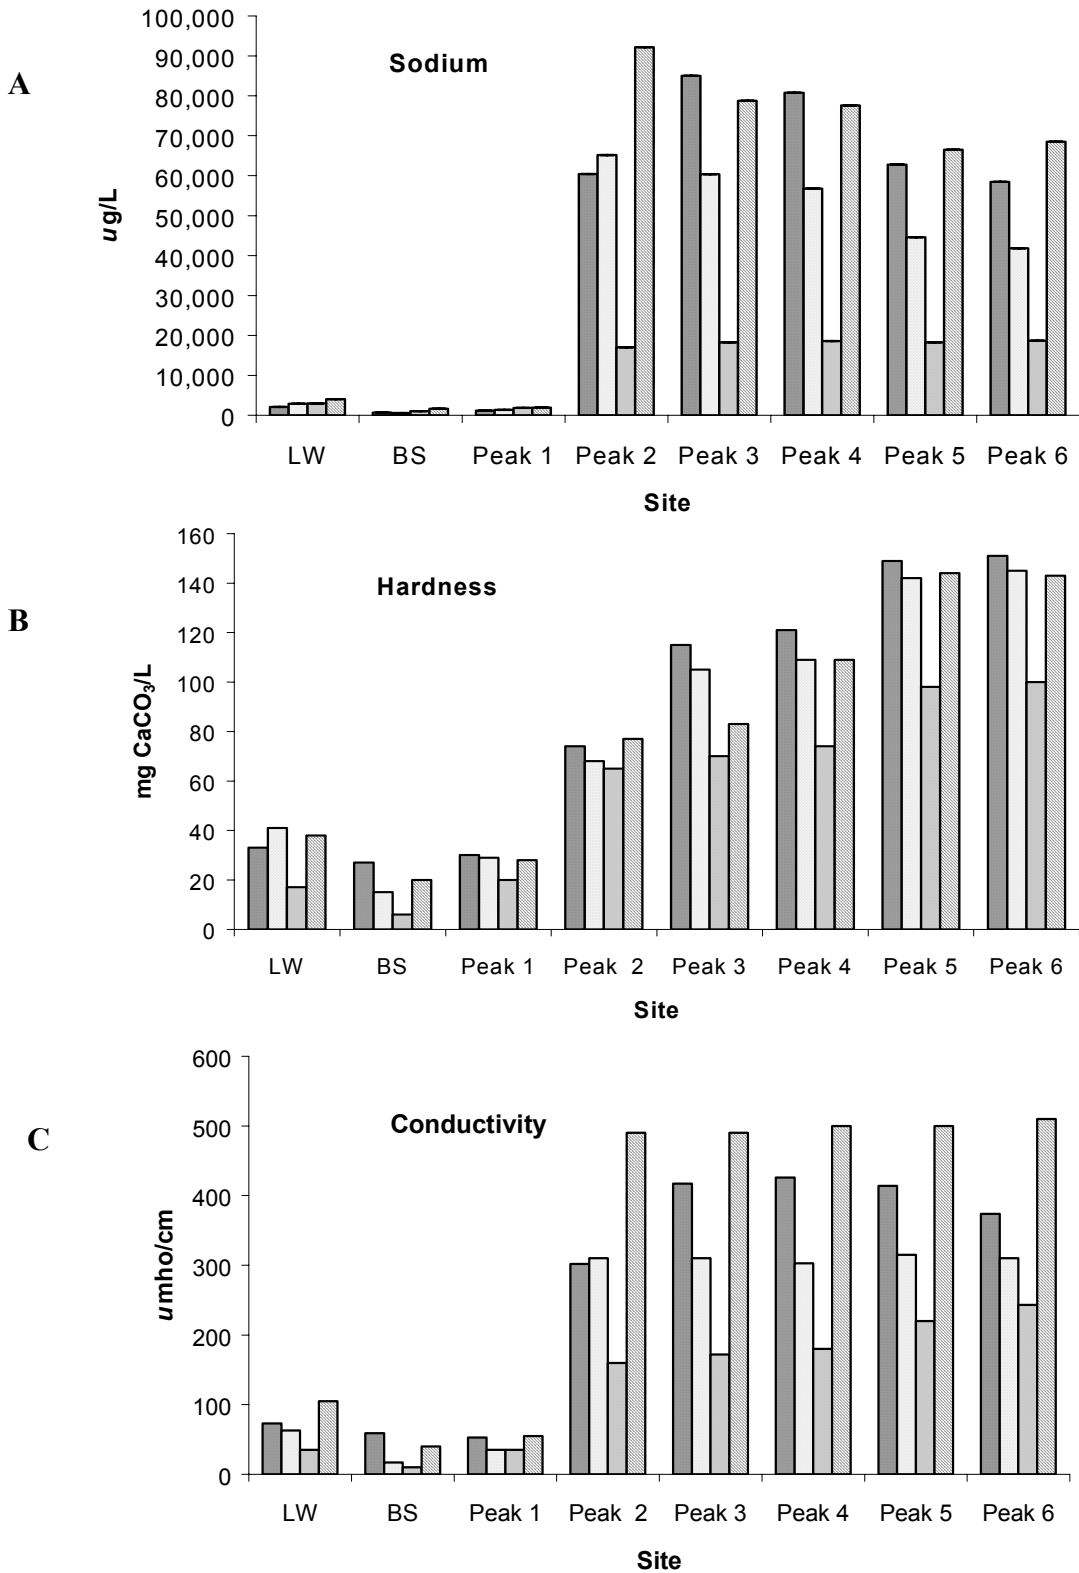 A
Sodium
ug/L
100,000
90,000
80,000
70,000
60,000
50,000
40,000
30,000
20,000
10,000
0
LW BS Peak 1 Peak 2 Peak 3 Peak 4 Peak 5 Peak 6
Site
B
Hardness
mg CaCO₃/L
160
140
120
100
80
60
40
20
0
LW BS Peak 1 Peak 2 Peak 3 Peak 4 Peak 5 Peak 6
Site
C
Conductivity
umho/cm
600
500
400
300
200
100
0
LW BS Peak 1 Peak 2 Peak 3 Peak 4 Peak 5 Peak 6
Site